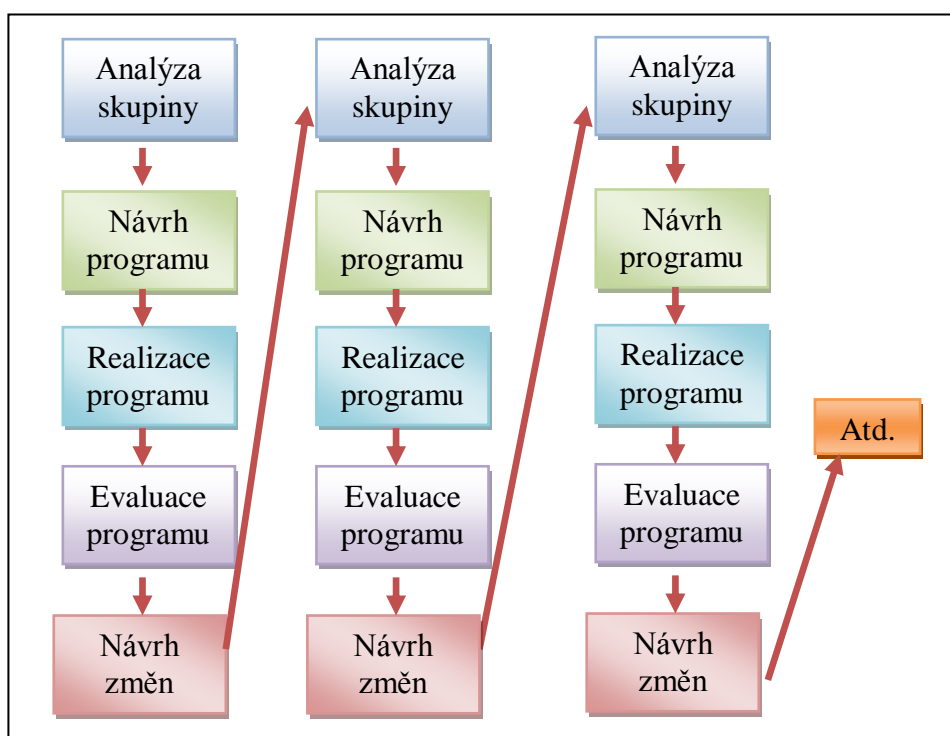 Analýza
skupiny
Návrh
programu
Realizace
programu
Evaluace
programu
Návrh
změn
Analýza
skupiny
Návrh
programu
Realizace
programu
Evaluace
programu
Návrh
změn
Analýza
skupiny
Návrh
programu
Realizace
programu
Evaluace
programu
Návrh
změn
Atd.